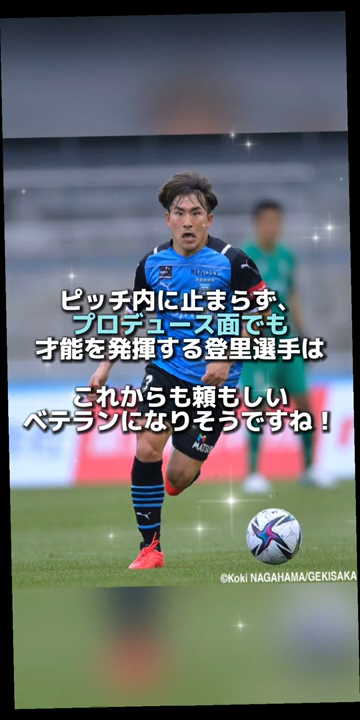 RENOSY
ピッチ内に止まらず、
プロデュース面でも
才能を発揮する登里選手は
これからも頼もしい
ベテランになりそうですね！
©Koki NAGAHAMA/GEKISAKA